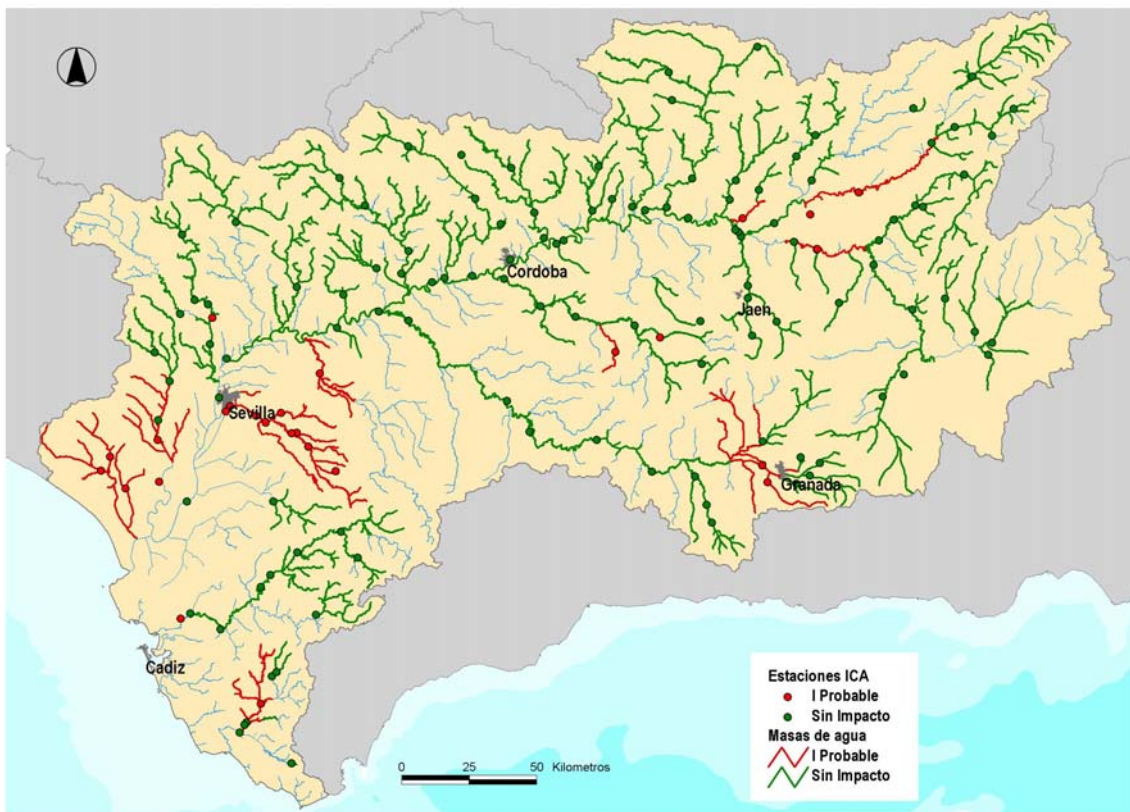 Cordoba
Jaen
Sevilla
Granada
Cadiz
Estaciones ICA
I Probable
Sin Impacto
Masas de agua
I Probable
Sin Impacto
0 25 50 Kilometros